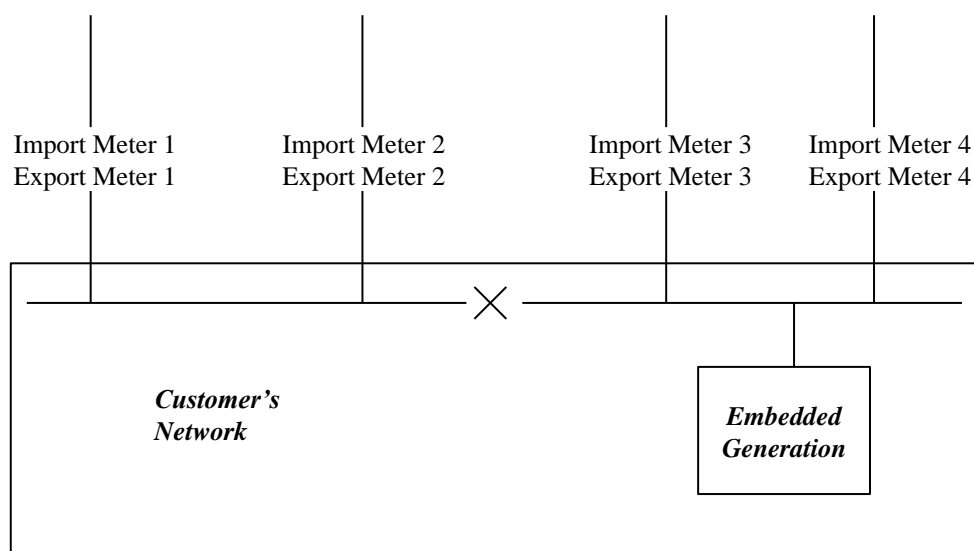 Import Meter 1
Export Meter 1
Import Meter 2
Export Meter 2
Import Meter 3
Export Meter 3
Import Meter 4
Export Meter 4
Customer's
Network
Embedded
Generation